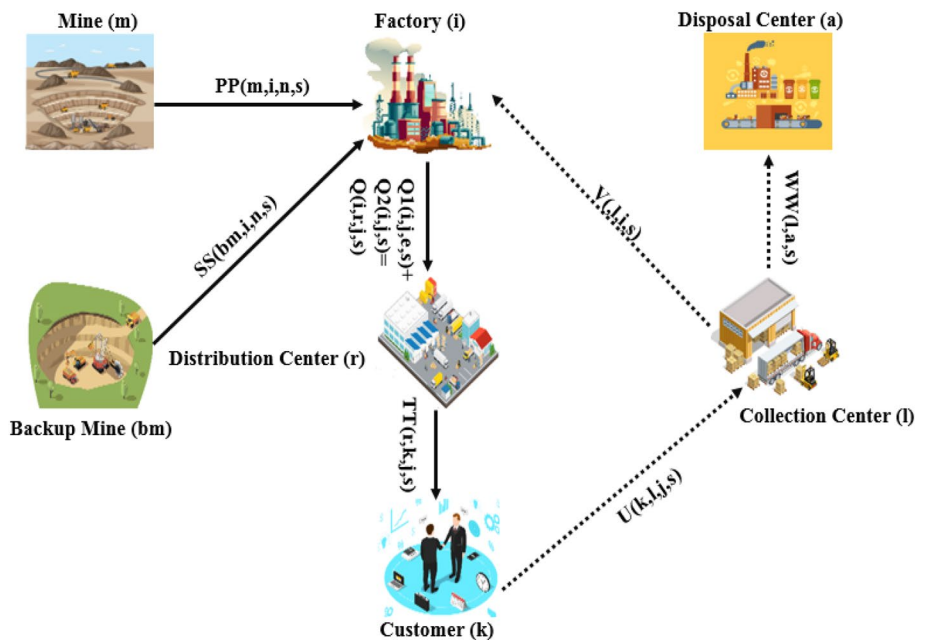 Mine (m)
Factory (i)
Disposal Center (a)
PP(m,i,n,s)
SS(bm,i,n,s)
Q1(i,j,e,s)+
Q2(i,j,s)=
Q(i,r,j,s)
V(,l,i,s)
WW(l,a,s)
Distribution Center (r)
Backup Mine (bm)
Collection Center (l)
TT(r,k,j,s)
U(k,l,j,s)
Customer (k)